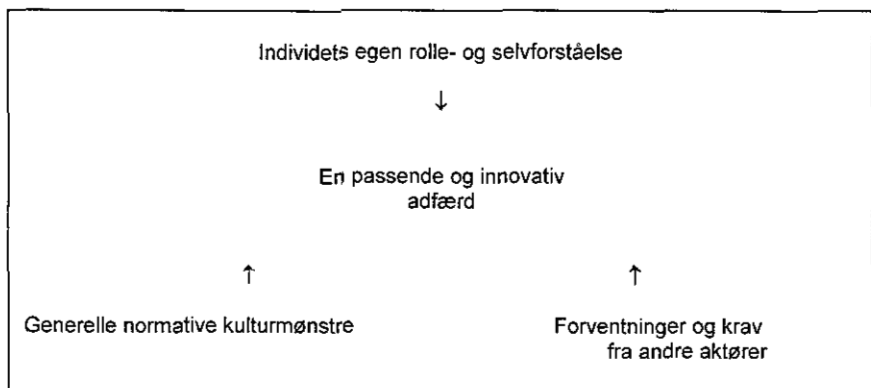 Individets egen rolle- og selvforståelse
↓
En passende og innovativ
adfærd
↑ ↑
Generelle normative kulturmønstre Forventninger og krav
fra andre aktører